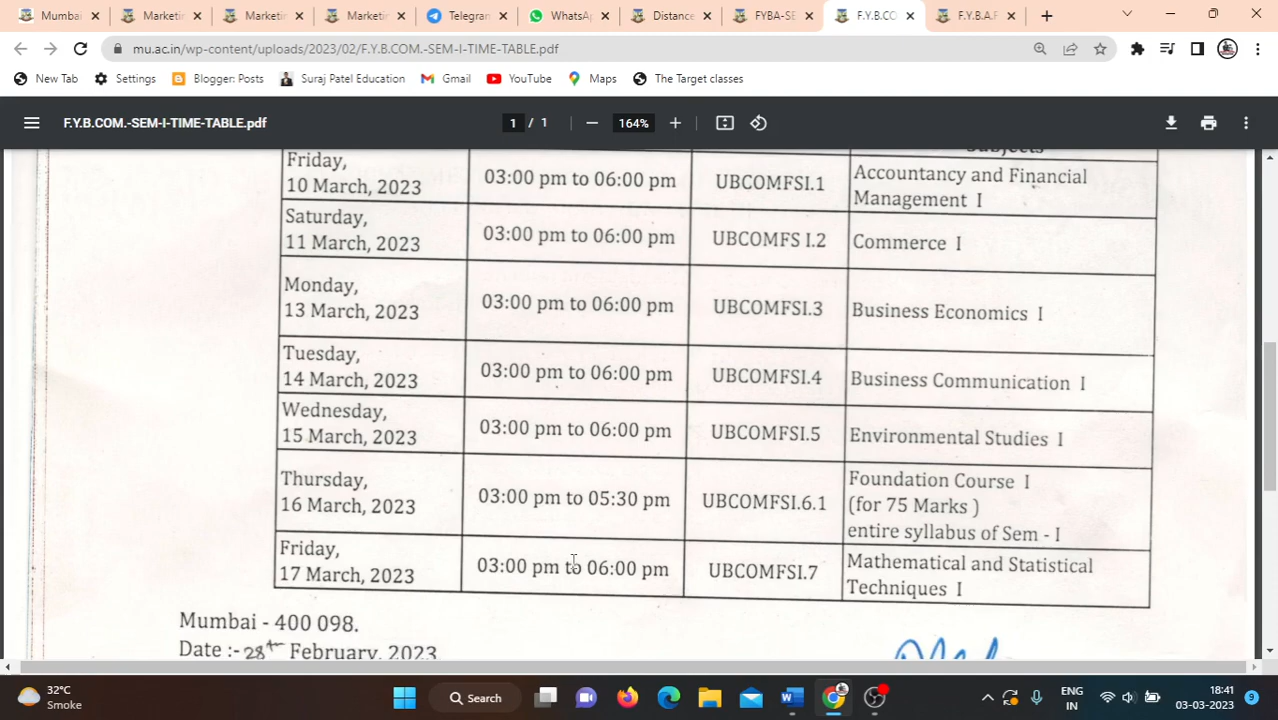 Mumbai
Marketin
Marketin
Marketin
Telegram
WhatsAp
Distance
FYBA-SE
F.Y.B.CO
F.Y.B.A.F
mu.ac.in/wp-content/uploads/2023/02/F.Y.B.COM.-SEM-I-TIME-TABLE.pdf
New Tab
Settings
Blogger: Posts
Suraj Patel Education
Gmail
YouTube
Maps
The Target classes
F.Y.B.COM.-SEM-I-TIME-TABLE.pdf
1 / 1
164%
Subjects
Friday,
10 March, 2023
03:00 pm to 06:00 pm
UBCOMFSI.1
Accountancy and Financial
Management I
Saturday,
11 March, 2023
03:00 pm to 06:00 pm
UBCOMFS I.2
Commerce I
Monday,
13 March, 2023
03:00 pm to 06:00 pm
UBCOMFSI.3
Business Economics I
Tuesday,
14 March, 2023
03:00 pm to 06:00 pm
UBCOMFSI.4
Business Communication I
Wednesday,
15 March, 2023
03:00 pm to 06:00 pm
UBCOMFSI.5
Environmental Studies I
Thursday,
16 March, 2023
03:00 pm to 05:30 pm
UBCOMFSI.6.1
Foundation Course I
(for 75 Marks )
entire syllabus of Sem - I
Friday,
17 March, 2023
03:00 pm to 06:00 pm
UBCOMFSI.7
Mathematical and Statistical
Techniques I
Mumbai - 400 098.
Date :- 28th February, 2023
32°C
Smoke
Search
ENG
IN
18:41
03-03-2023
9